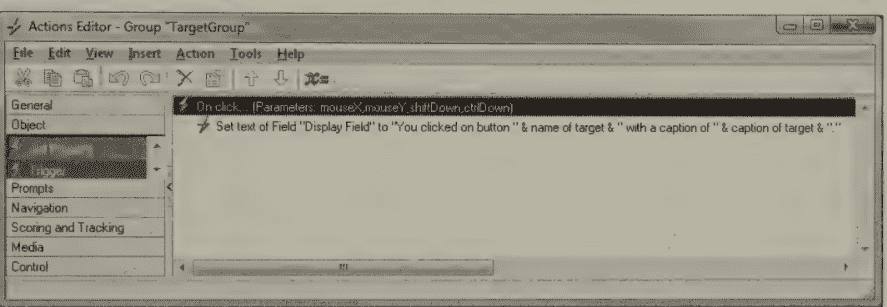 Actions Editor - Group "TargetGroup"
File Edit View Insert Action Tools Help
General
Object
Trigger
Prompts
Navigation
Scoring and Tracking
Media
Control
On click... (Parameters: mouseX,mouseY,shiftDown,ctrlDown)
Set text of Field "Display Field" to "You clicked on button " & name of target & " with a caption of " & caption of target & "."